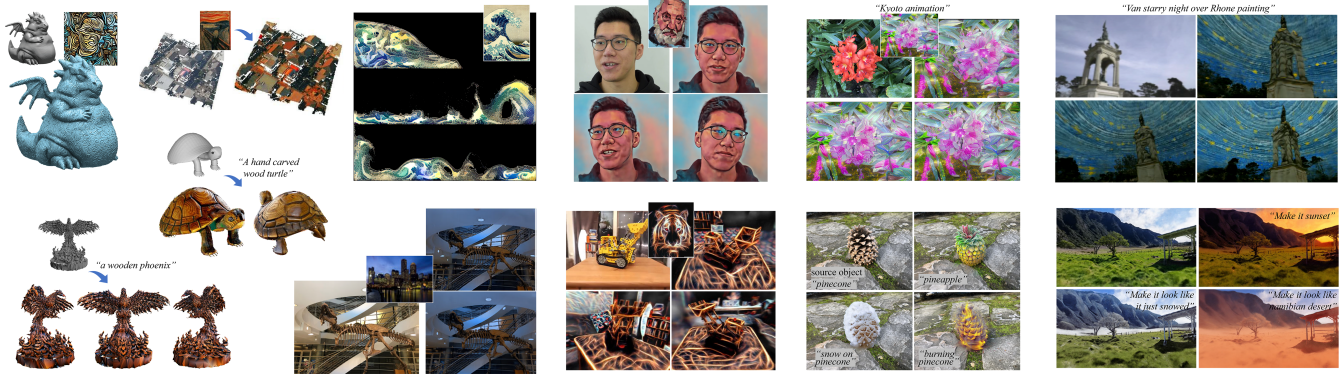 “Kyoto animation”
“Van starry night over Rhone painting”
“A hand carved
wood turtle”
“a wooden phoenix”
source object
“pinecone”
“pineapple”
“snow on
pinecone”
“burning
pinecone”
“Make it sunset”
“Make it look like
it just snowed”
“Make it look like
namibian desert”